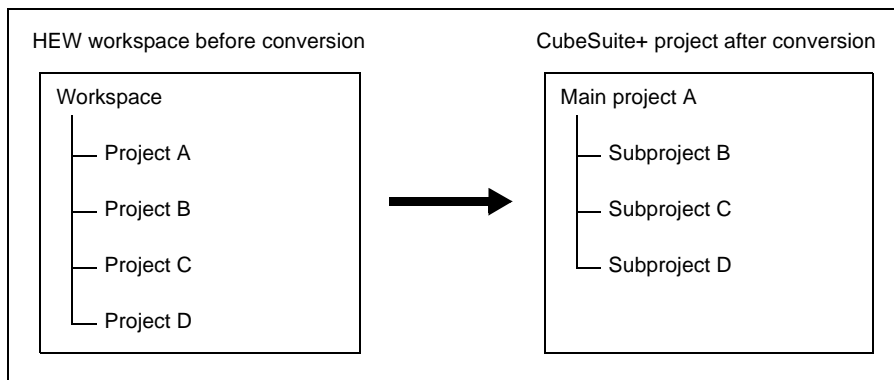 HEW workspace before conversion
Workspace
Project A
Project B
Project C
Project D
CubeSuite+ project after conversion
Main project A
Subproject B
Subproject C
Subproject D